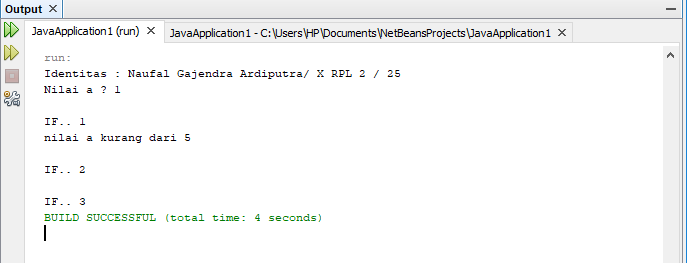 Output
JavaApplication1 (run)
JavaApplication1 - C:\Users\HP\Documents\NetBeansProjects\JavaApplication1
run:
Identitas : Naufal Gajendra Ardiputra/ X RPL 2 / 25
Nilai a ? 1
IF.. 1
nilai a kurang dari 5
IF.. 2
IF.. 3
BUILD SUCCESSFUL (total time: 4 seconds)